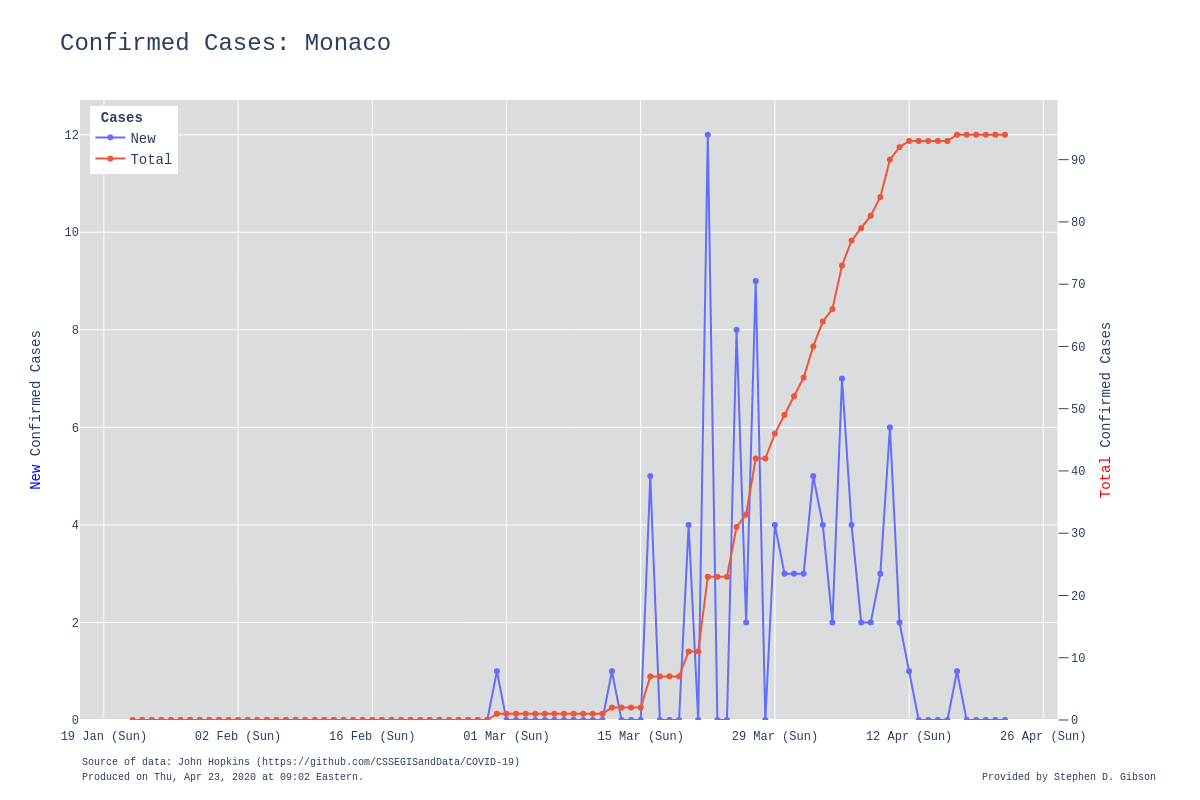 Confirmed Cases: Monaco
Cases
New
Total
12
10
8
6
4
2
0
New Confirmed Cases
90
80
70
60
50
40
30
20
10
0
Total Confirmed Cases
19 Jan (Sun)
02 Feb (Sun)
16 Feb (Sun)
01 Mar (Sun)
15 Mar (Sun)
29 Mar (Sun)
12 Apr (Sun)
26 Apr (Sun)
Source of data: John Hopkins (https://github.com/CSSEGISandData/COVID-19)
Produced on Thu, Apr 23, 2020 at 09:02 Eastern.
Provided by Stephen D. Gibson